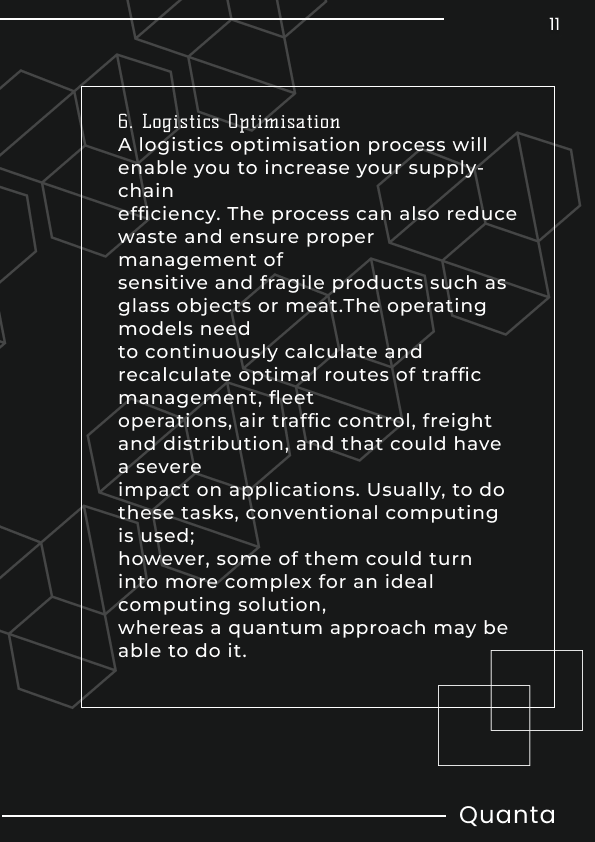 11
6. Logistics Optimisation
A logistics optimisation process will
enable you to increase your supply-
chain
efficiency. The process can also reduce
waste and ensure proper
management of
sensitive and fragile products such as
glass objects or meat.The operating
models need
to continuously calculate and
recalculate optimal routes of traffic
management, fleet
operations, air traffic control, freight
and distribution, and that could have
a severe
impact on applications. Usually, to do
these tasks, conventional computing
is used;
however, some of them could turn
into more complex for an ideal
computing solution,
whereas a quantum approach may be
able to do it.
Quanta